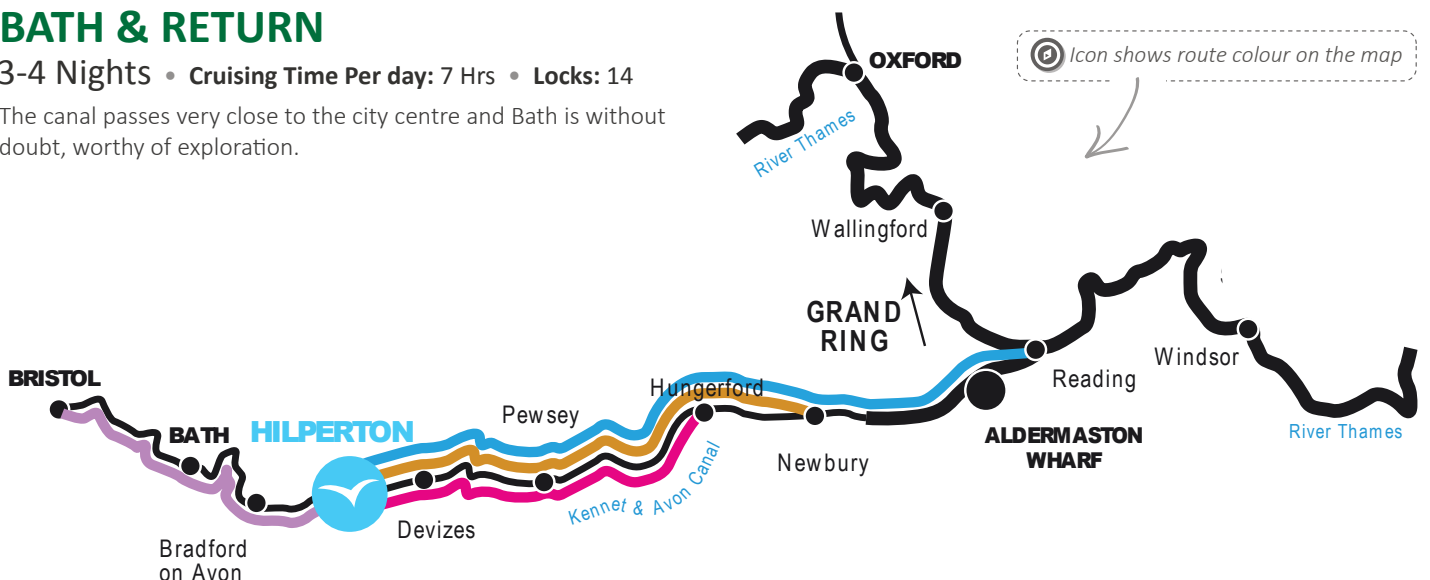 BATH & RETURN
3-4 Nights • Cruising Time Per day: 7 Hrs • Locks: 14
The canal passes very close to the city centre and Bath is without
doubt, worthy of exploration.
Icon shows route colour on the map
OXFORD
River Thames
Wallingford
GRAND
RING
Reading
Windsor
River Thames
ALDERMASTON
WHARF
Hungerford
Newbury
Pewsey
Kennet & Avon Canal
HILPERTON
Devizes
BRISTOL
BATH
Bradford
on Avon